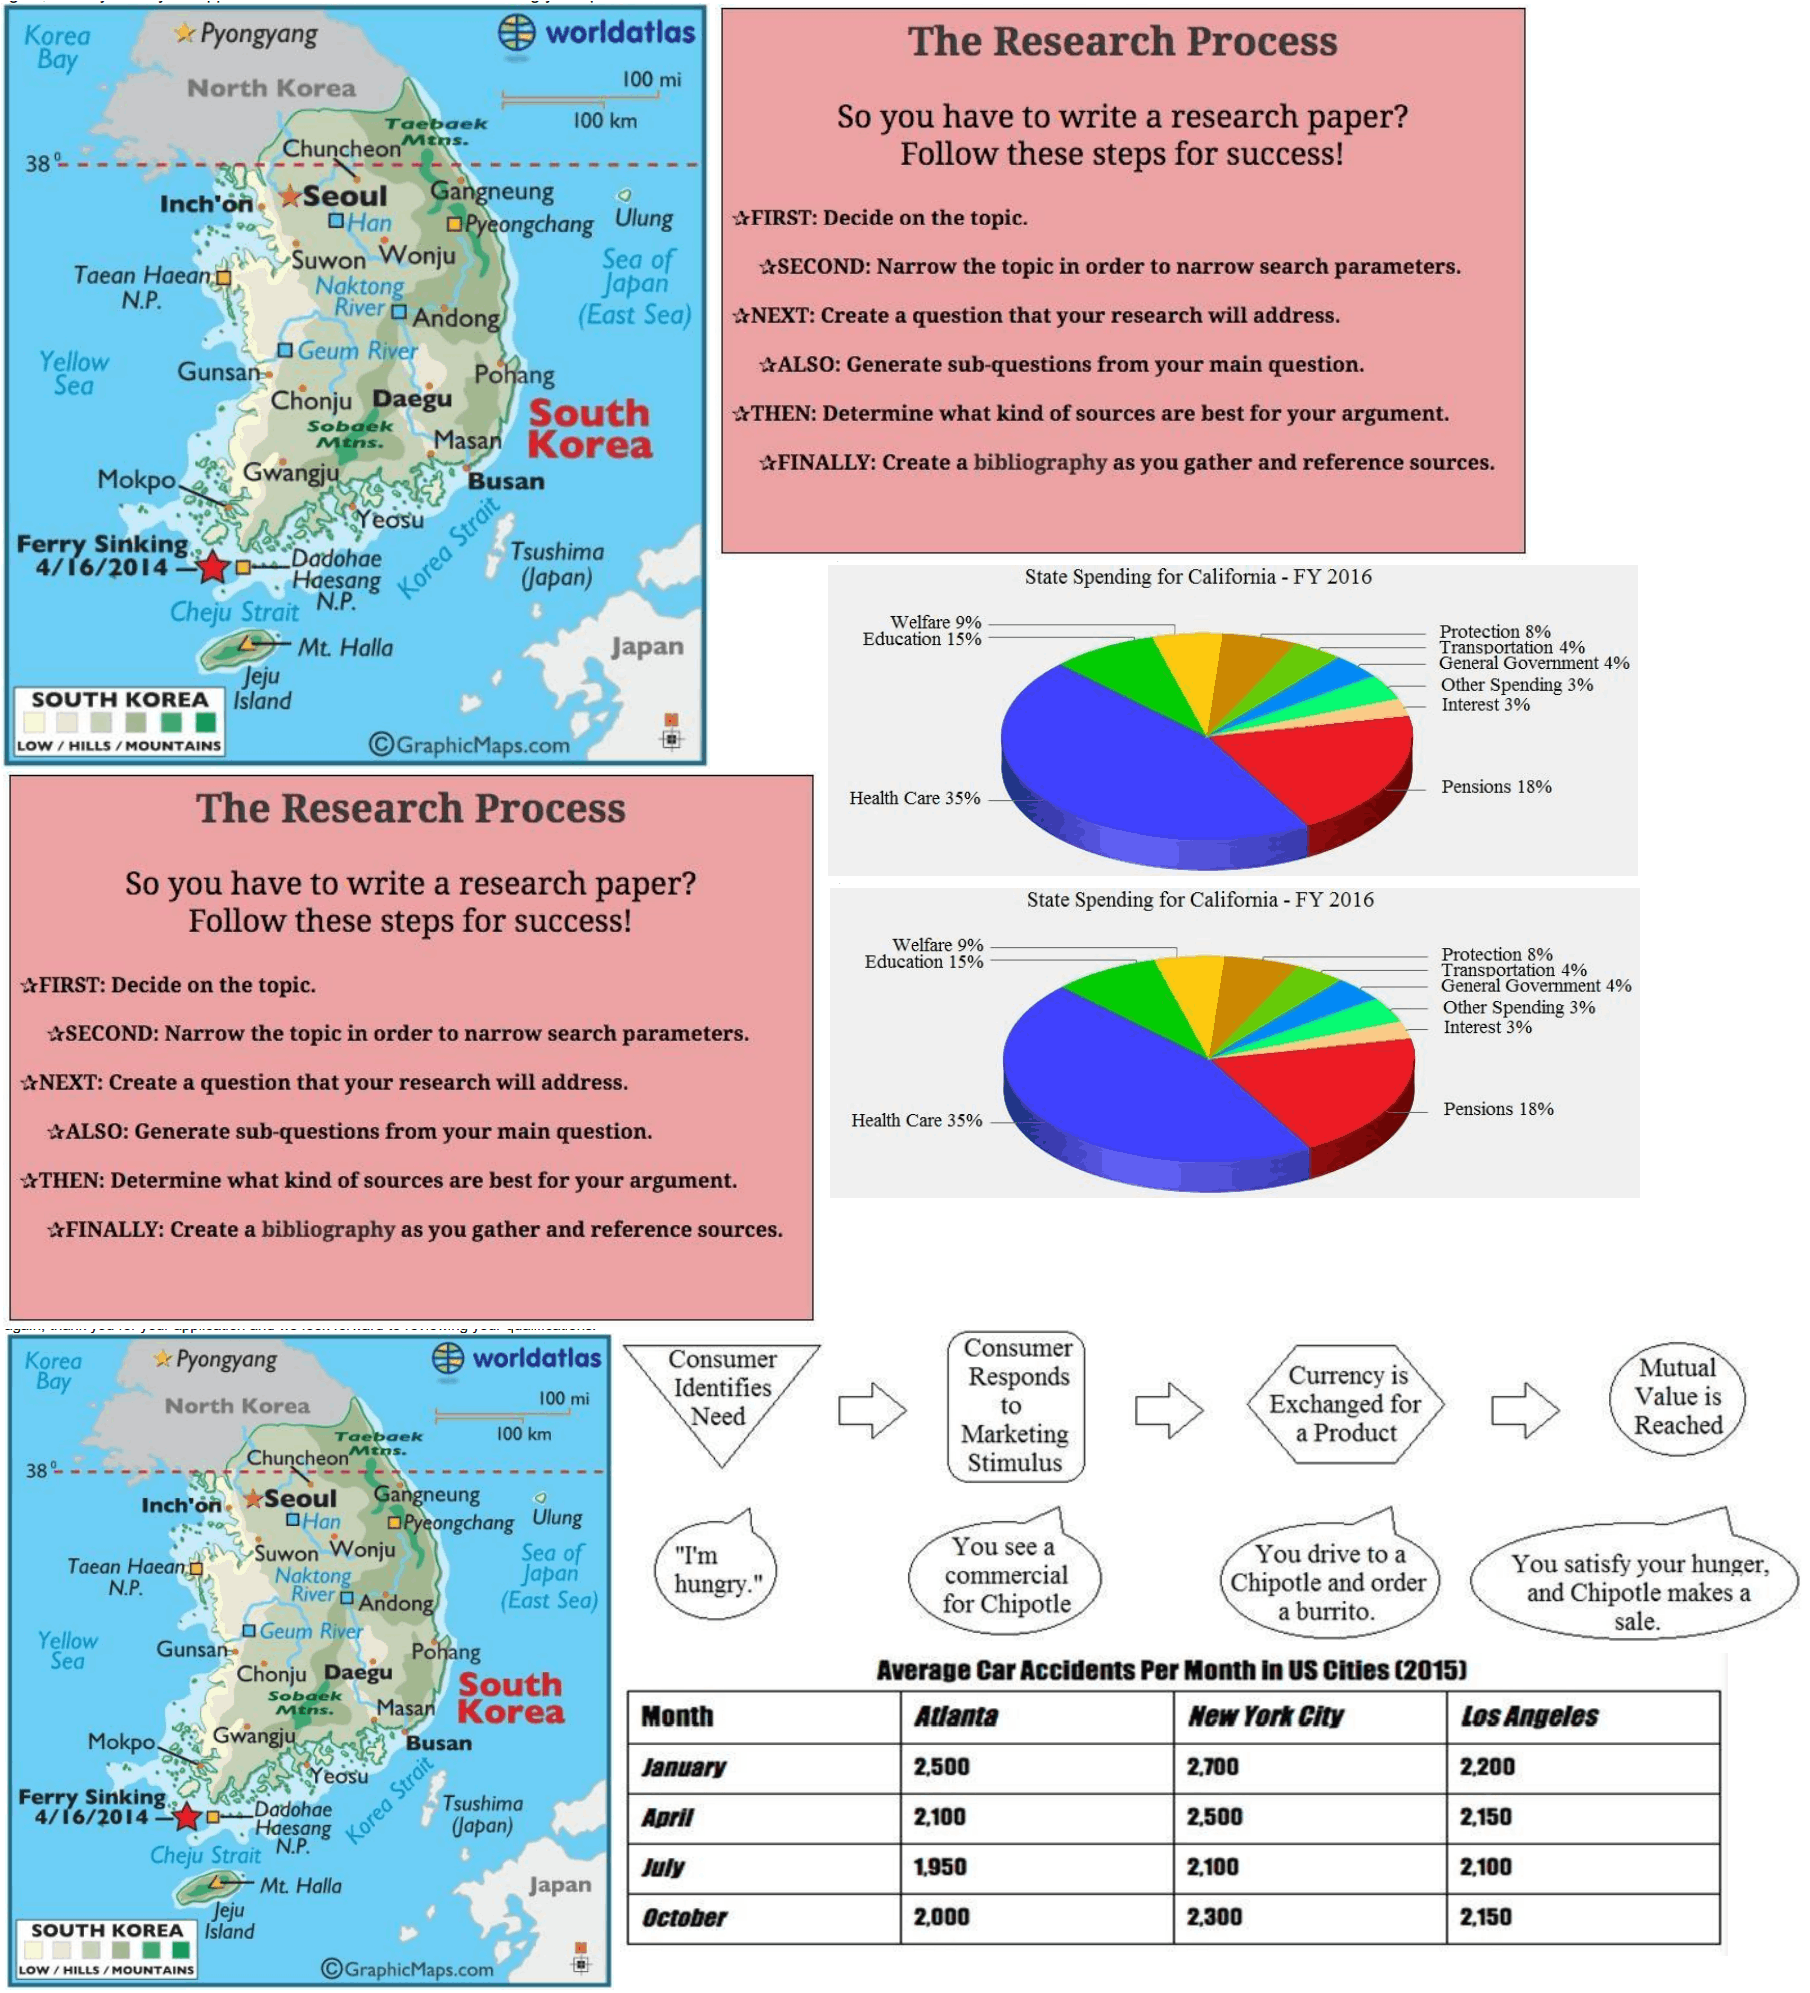 Korea
Bay
Pyongyang
worldatlas
North Korea
100 mi
100 km
Taebaek
Mtns.
Chuncheon
38°
Inch'on
Seoul
Gangneung
Han
Pyeongchang
Ulung
Suwon
Wonju
Sea of
Japan
(East Sea)
Taean Haean
N.P.
Naktong
River
Andong
Geum River
Yellow
Sea
Gunsan
Pohang
Chonju
Daegu
South
Korea
Sobaek
Mtns.
Masan
Gwangju
Mokpo
Busan
Yeosu
Korea Strait
Ferry Sinking
4/16/2014
Dadohae
Haesang
N.P.
Tsushima
(Japan)
Cheju Strait
Mt. Halla
Japan
Jeju
Island
SOUTH KOREA
LOW / HILLS / MOUNTAINS
©GraphicMaps.com
The Research Process
So you have to write a research paper?
Follow these steps for success!
☆FIRST: Decide on the topic.
☆SECOND: Narrow the topic in order to narrow search parameters.
☆NEXT: Create a question that your research will address.
☆ALSO: Generate sub-questions from your main question.
☆THEN: Determine what kind of sources are best for your argument.
☆FINALLY: Create a bibliography as you gather and reference sources.
State Spending for California - FY 2016
Welfare 9%
Education 15%
Protection 8%
Transportation 4%
General Government 4%
Other Spending 3%
Interest 3%
Health Care 35%
Pensions 18%
The Research Process
So you have to write a research paper?
Follow these steps for success!
☆FIRST: Decide on the topic.
☆SECOND: Narrow the topic in order to narrow search parameters.
☆NEXT: Create a question that your research will address.
☆ALSO: Generate sub-questions from your main question.
☆THEN: Determine what kind of sources are best for your argument.
☆FINALLY: Create a bibliography as you gather and reference sources.
State Spending for California - FY 2016
Welfare 9%
Education 15%
Protection 8%
Transportation 4%
General Government 4%
Other Spending 3%
Interest 3%
Health Care 35%
Pensions 18%
Korea
Bay
Pyongyang
worldatlas
North Korea
100 mi
100 km
Taebaek
Mtns.
Chuncheon
38°
Inch'on
Seoul
Gangneung
Han
Pyeongchang
Ulung
Suwon
Wonju
Sea of
Japan
(East Sea)
Taean Haean
N.P.
Naktong
River
Andong
Geum River
Yellow
Sea
Gunsan
Pohang
Chonju
Daegu
South
Korea
Sobaek
Mtns.
Masan
Gwangju
Mokpo
Busan
Yeosu
Korea Strait
Ferry Sinking
4/16/2014
Dadohae
Haesang
N.P.
Tsushima
(Japan)
Cheju Strait
Mt. Halla
Japan
Jeju
Island
SOUTH KOREA
LOW / HILLS / MOUNTAINS
©GraphicMaps.com
Consumer
Identifies
Need
Consumer
Responds
to
Marketing
Stimulus
Currency is
Exchanged for
a Product
Mutual
Value is
Reached
"I'm
hungry."
You see a
commercial
for Chipotle
You drive to a
Chipotle and order
a burrito.
You satisfy your hunger,
and Chipotle makes a
sale.
Average Car Accidents Per Month in US Cities (2015)
Month Atlanta New York City Los Angeles
January 2,500 2,700 2,200
April 2,100 2,500 2,150
July 1,950 2,100 2,100
October 2,000 2,300 2,150